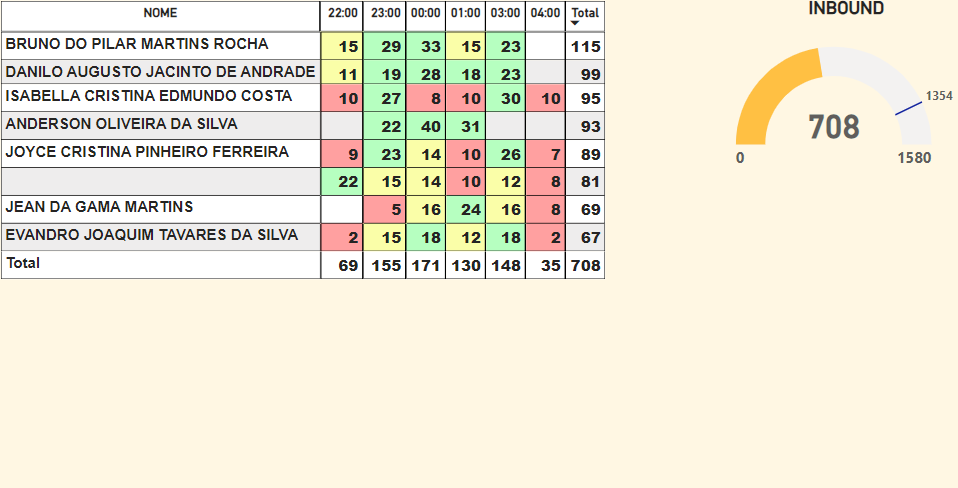 NOME 22:00 23:00 00:00 01:00 03:00 04:00 Total
BRUNO DO PILAR MARTINS ROCHA 15 29 33 15 23 115
DANILO AUGUSTO JACINTO DE ANDRADE 11 19 28 18 23 99
ISABELLA CRISTINA EDMUNDO COSTA 10 27 8 10 30 10 95
ANDERSON OLIVEIRA DA SILVA 22 40 31 93
JOYCE CRISTINA PINHEIRO FERREIRA 9 23 14 10 26 7 89
22 15 14 10 12 8 81
JEAN DA GAMA MARTINS 5 16 24 16 8 69
EVANDRO JOAQUIM TAVARES DA SILVA 2 15 18 12 18 2 67
Total 69 155 171 130 148 35 708
INBOUND
1354
708
0 1580